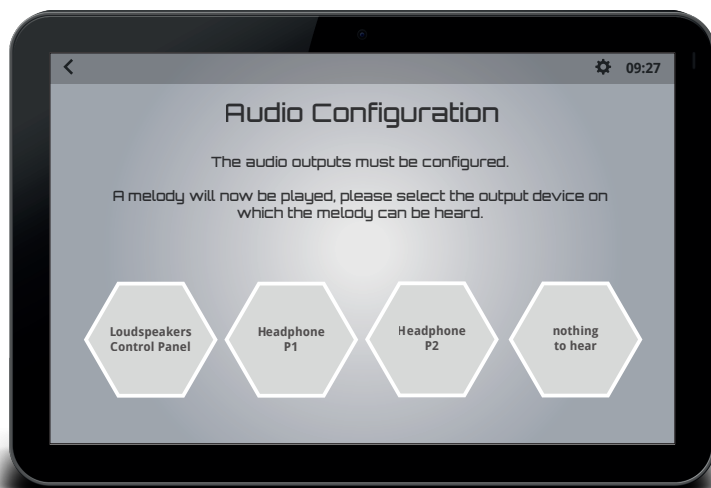 09:27
Audio Configuration
The audio outputs must be configured.
A melody will now be played, please select the output device on
which the melody can be heard.
Loudspeakers
Control Panel
Headphone
P1
Headphone
P2
nothing
to hear